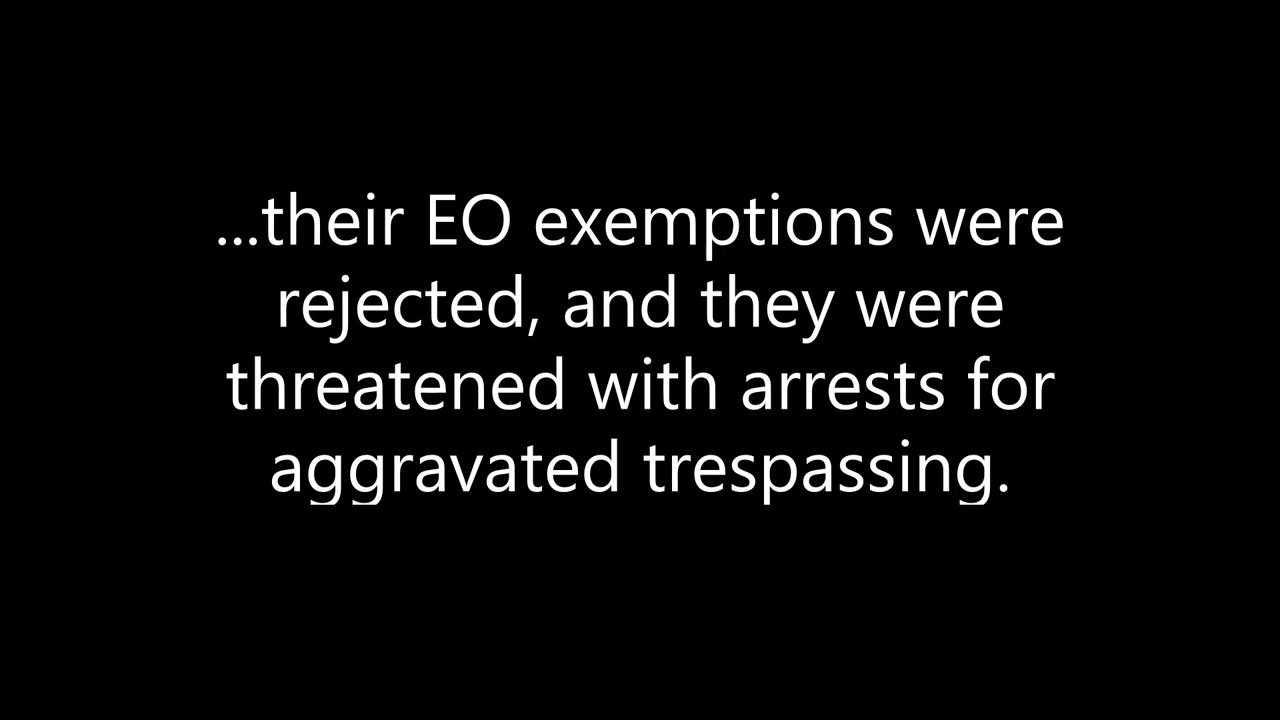 ...their EO exemptions were
rejected, and they were
threatened with arrests for
aggravated trespassing.